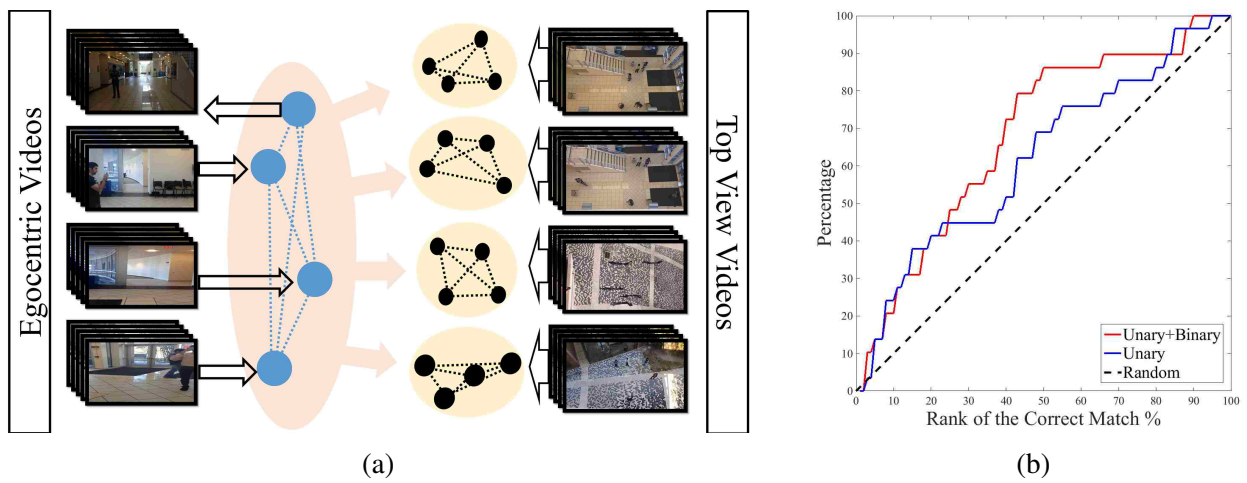 Egocentric Videos
Top View Videos
(a)
Percentage
100
90
80
70
60
50
40
30
20
10
0
0 10 20 30 40 50 60 70 80 90 100
Rank of the Correct Match %
Unary+Binary
Unary
Random
(b)